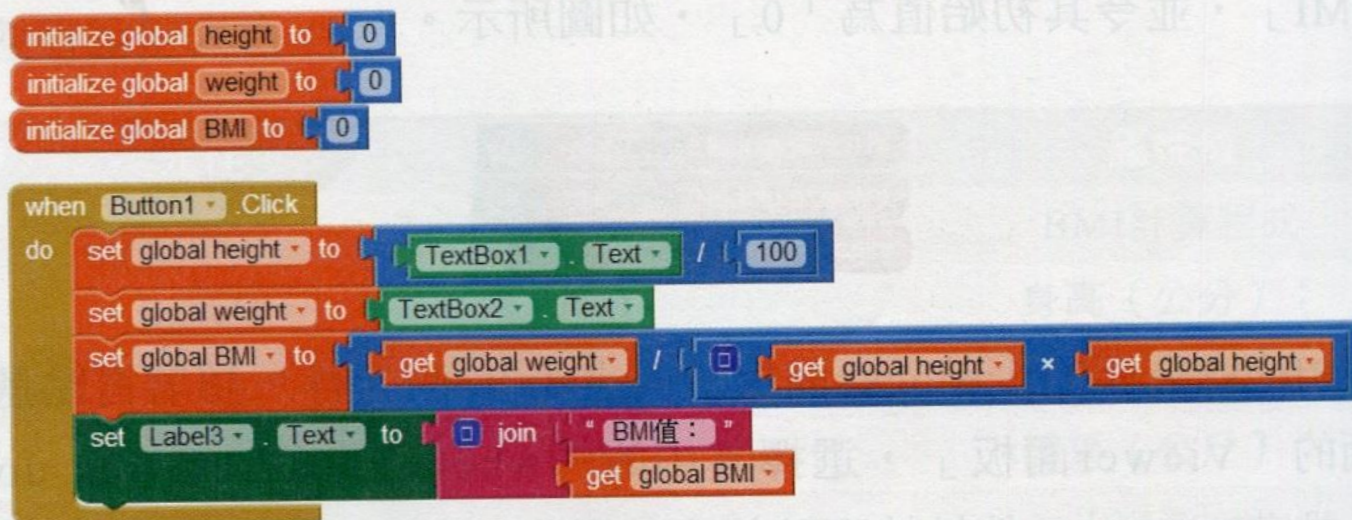 initialize global height to 0
initialize global weight to 0
initialize global BMI to 0
when Button1 .Click
do set global height to TextBox1 . Text / 100
set global weight to TextBox2 . Text
set global BMI to get global weight / get global height × get global height
set Label3 . Text to join " BMI值： "
get global BMI